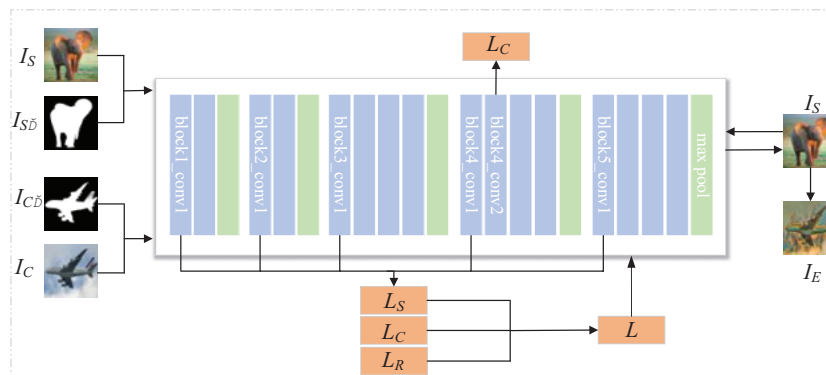 I_S
I_SĎ
I_CĎ
I_C
L_C
block1_conv1
block2_conv1
block3_conv1
block4_conv1
block4_conv2
block5_conv1
max pool
I_S
I_E
L_S
L_C
L_R
L